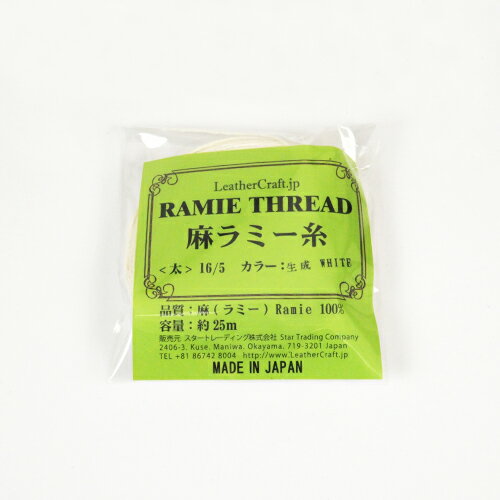 LeatherCraft.jp
RAMIE THREAD
麻ラミー糸
<太> 16/5 カラー:生成 WHITE
品質:麻(ラミー) Ramie 100%
容量:約25m
販売元 スタートレーディング株式会社 Star Trading Company
2406-3, Kuse, Maniwa, Okayama, 719-3201 Japan
TEL +81 86742 8004 http://www.LeatherCraft.jp
MADE IN JAPAN